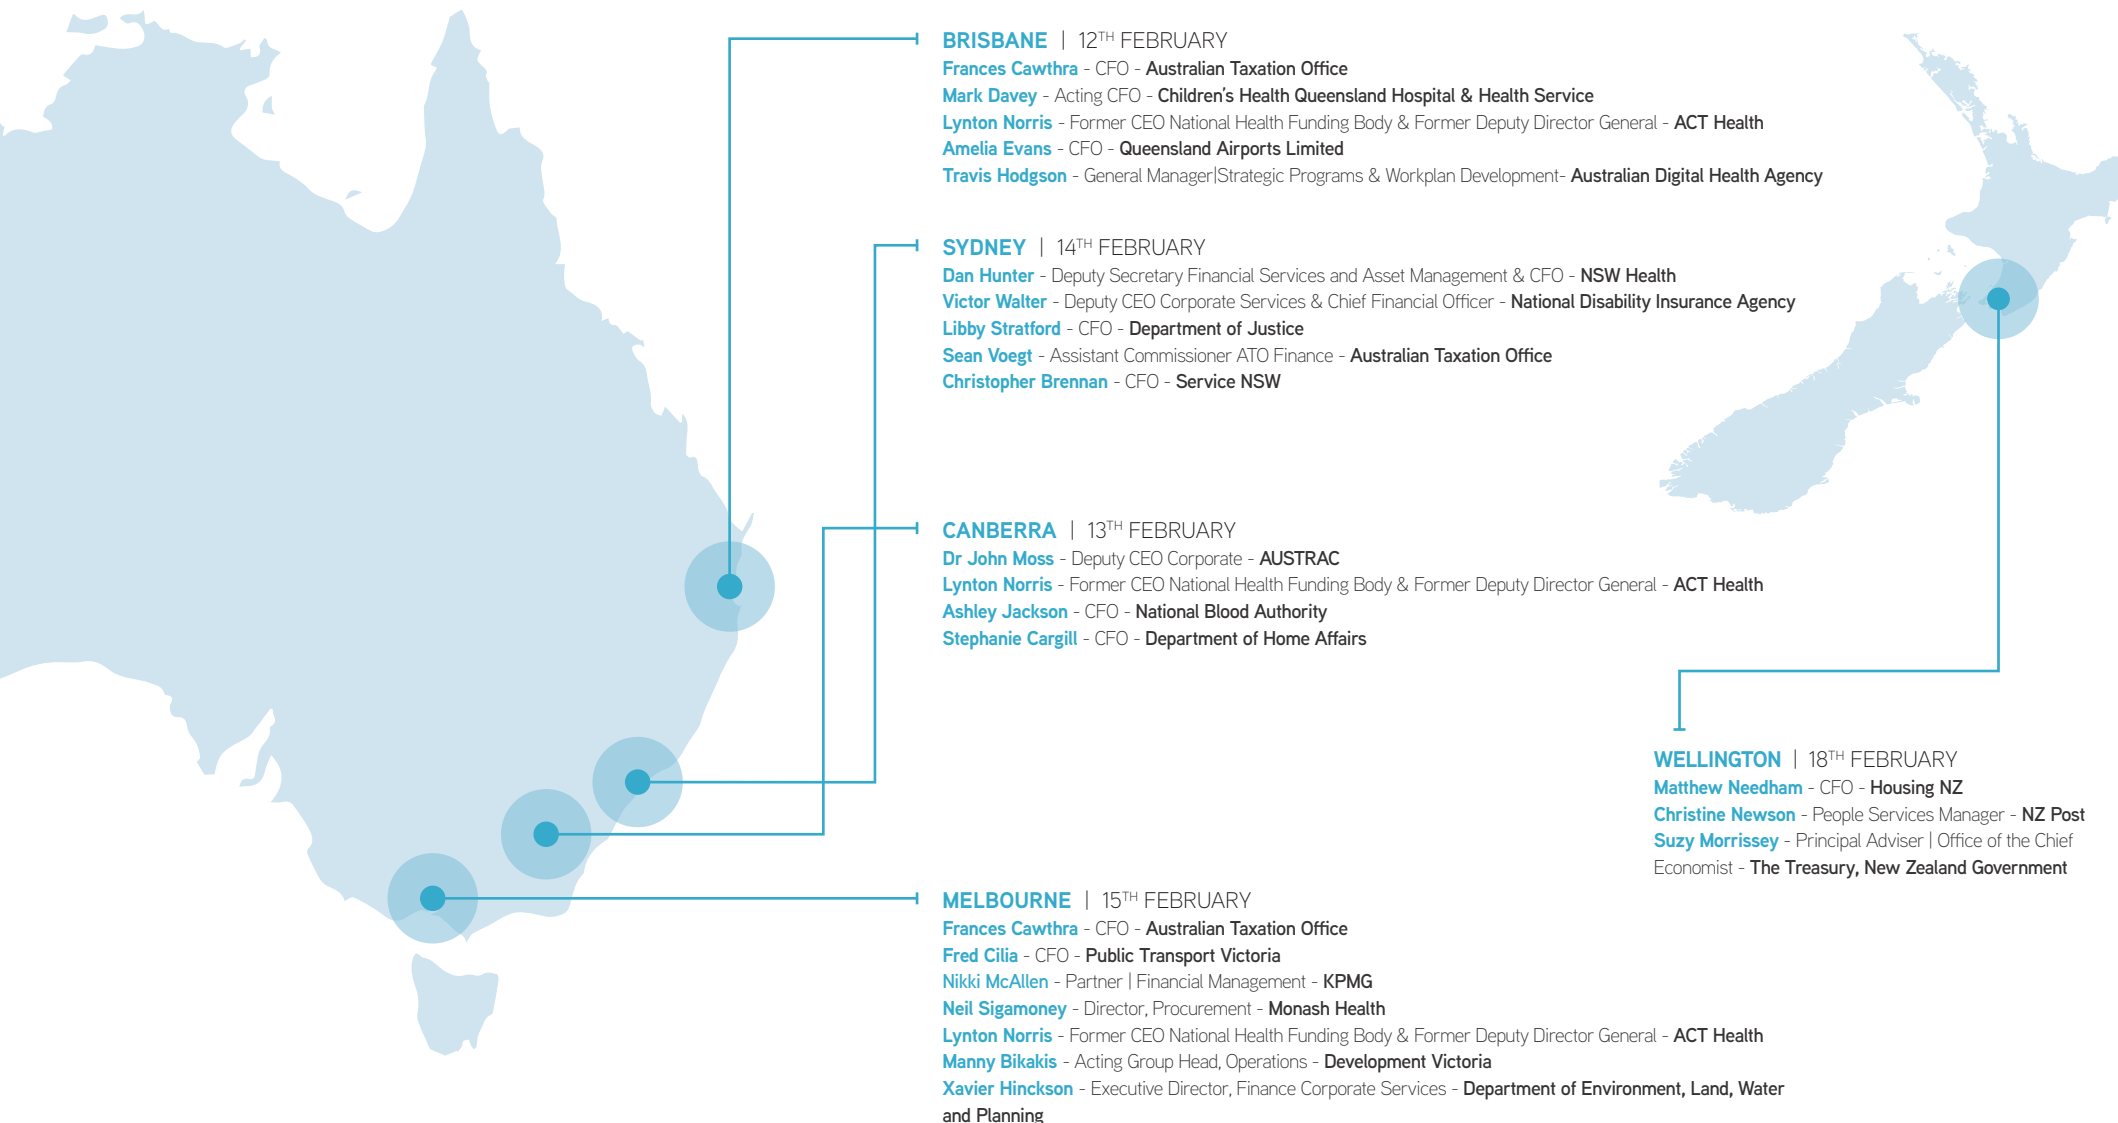 BRISBANE | 12TH FEBRUARY
Frances Cawthra - CFO - Australian Taxation Office
Mark Davey - Acting CFO - Children's Health Queensland Hospital & Health Service
Lynton Norris - Former CEO National Health Funding Body & Former Deputy Director General - ACT Health
Amelia Evans - CFO - Queensland Airports Limited
Travis Hodgson - General Manager|Strategic Programs & Workplan Development- Australian Digital Health Agency
SYDNEY | 14TH FEBRUARY
Dan Hunter - Deputy Secretary Financial Services and Asset Management & CFO - NSW Health
Victor Walter - Deputy CEO Corporate Services & Chief Financial Officer - National Disability Insurance Agency
Libby Stratford - CFO - Department of Justice
Sean Voegt - Assistant Commissioner ATO Finance - Australian Taxation Office
Christopher Brennan - CFO - Service NSW
CANBERRA | 13TH FEBRUARY
Dr John Moss - Deputy CEO Corporate - AUSTRAC
Lynton Norris - Former CEO National Health Funding Body & Former Deputy Director General - ACT Health
Ashley Jackson - CFO - National Blood Authority
Stephanie Cargill - CFO - Department of Home Affairs
WELLINGTON | 18TH FEBRUARY
Matthew Needham - CFO - Housing NZ
Christine Newson - People Services Manager - NZ Post
Suzy Morrissey - Principal Adviser | Office of the Chief
Economist - The Treasury, New Zealand Government
MELBOURNE | 15TH FEBRUARY
Frances Cawthra - CFO - Australian Taxation Office
Fred Cilia - CFO - Public Transport Victoria
Nikki McAllen - Partner | Financial Management - KPMG
Neil Sigamoney - Director, Procurement - Monash Health
Lynton Norris - Former CEO National Health Funding Body & Former Deputy Director General - ACT Health
Manny Bikakis - Acting Group Head, Operations - Development Victoria
Xavier Hinckson - Executive Director, Finance Corporate Services - Department of Environment, Land, Water
and Planning